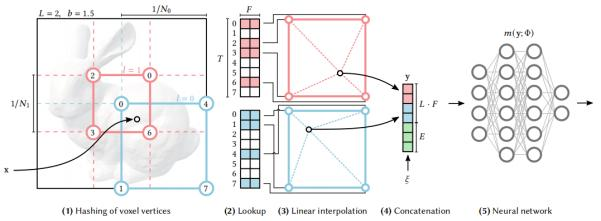 L = 2, b = 1.5
1/N₀
1/N₁
l = 1
l = 0
2
0
0
4
3
6
1
7
x
F
T
0
1
2
3
4
5
6
7
0
1
2
3
4
5
6
7
y
L · F
E
ξ
m(y; Φ)
(1) Hashing of voxel vertices
(2) Lookup
(3) Linear interpolation
(4) Concatenation
(5) Neural network